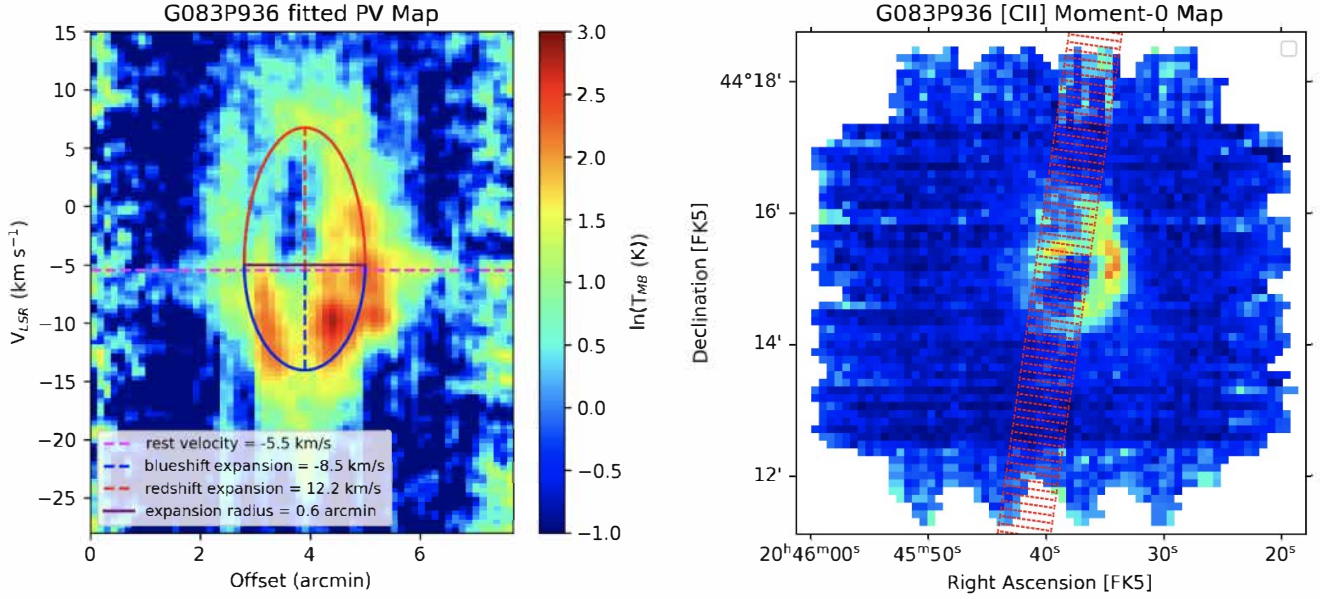 G083P936 fitted PV Map
15
10
5
0
−5
−10
−15
−20
−25
V_LSR (km s⁻¹)
0
2
4
6
Offset (arcmin)
rest velocity = -5.5 km/s
blueshift expansion = -8.5 km/s
redshift expansion = 12.2 km/s
expansion radius = 0.6 arcmin
3.0
2.5
2.0
1.5
1.0
0.5
0.0
−0.5
−1.0
ln(T_MB (K))
G083P936 [CII] Moment-0 Map
44°18'
16'
14'
12'
Declination [FK5]
20ʰ46ᵐ00ˢ
45ᵐ50ˢ
40ˢ
30ˢ
20ˢ
Right Ascension [FK5]